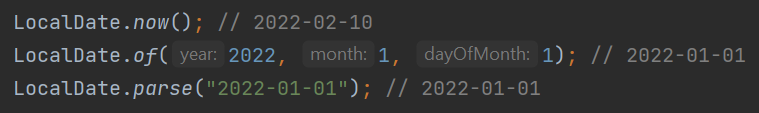 LocalDate.now(); // 2022-02-10
LocalDate.of( year: 2022, month: 1, dayOfMonth: 1); // 2022-01-01
LocalDate.parse("2022-01-01"); // 2022-01-01